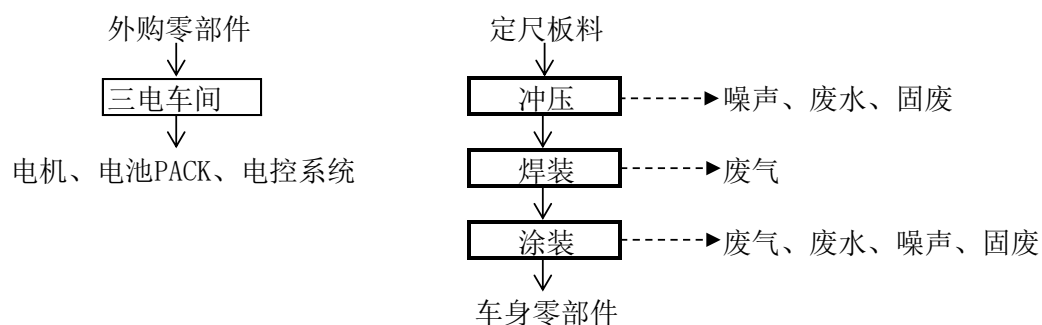 外购零部件
三电车间
电机、电池PACK、电控系统
定尺板料
冲压
噪声、废水、固废
焊装
废气
涂装
废气、废水、噪声、固废
车身零部件